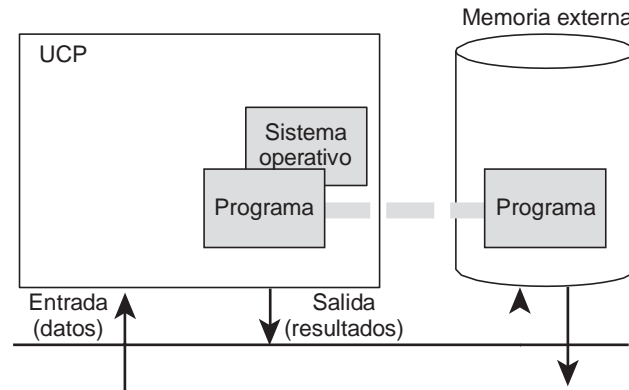 Memoria externa
UCP
Sistema
operativo
Programa
Programa
Entrada
(datos)
Salida
(resultados)